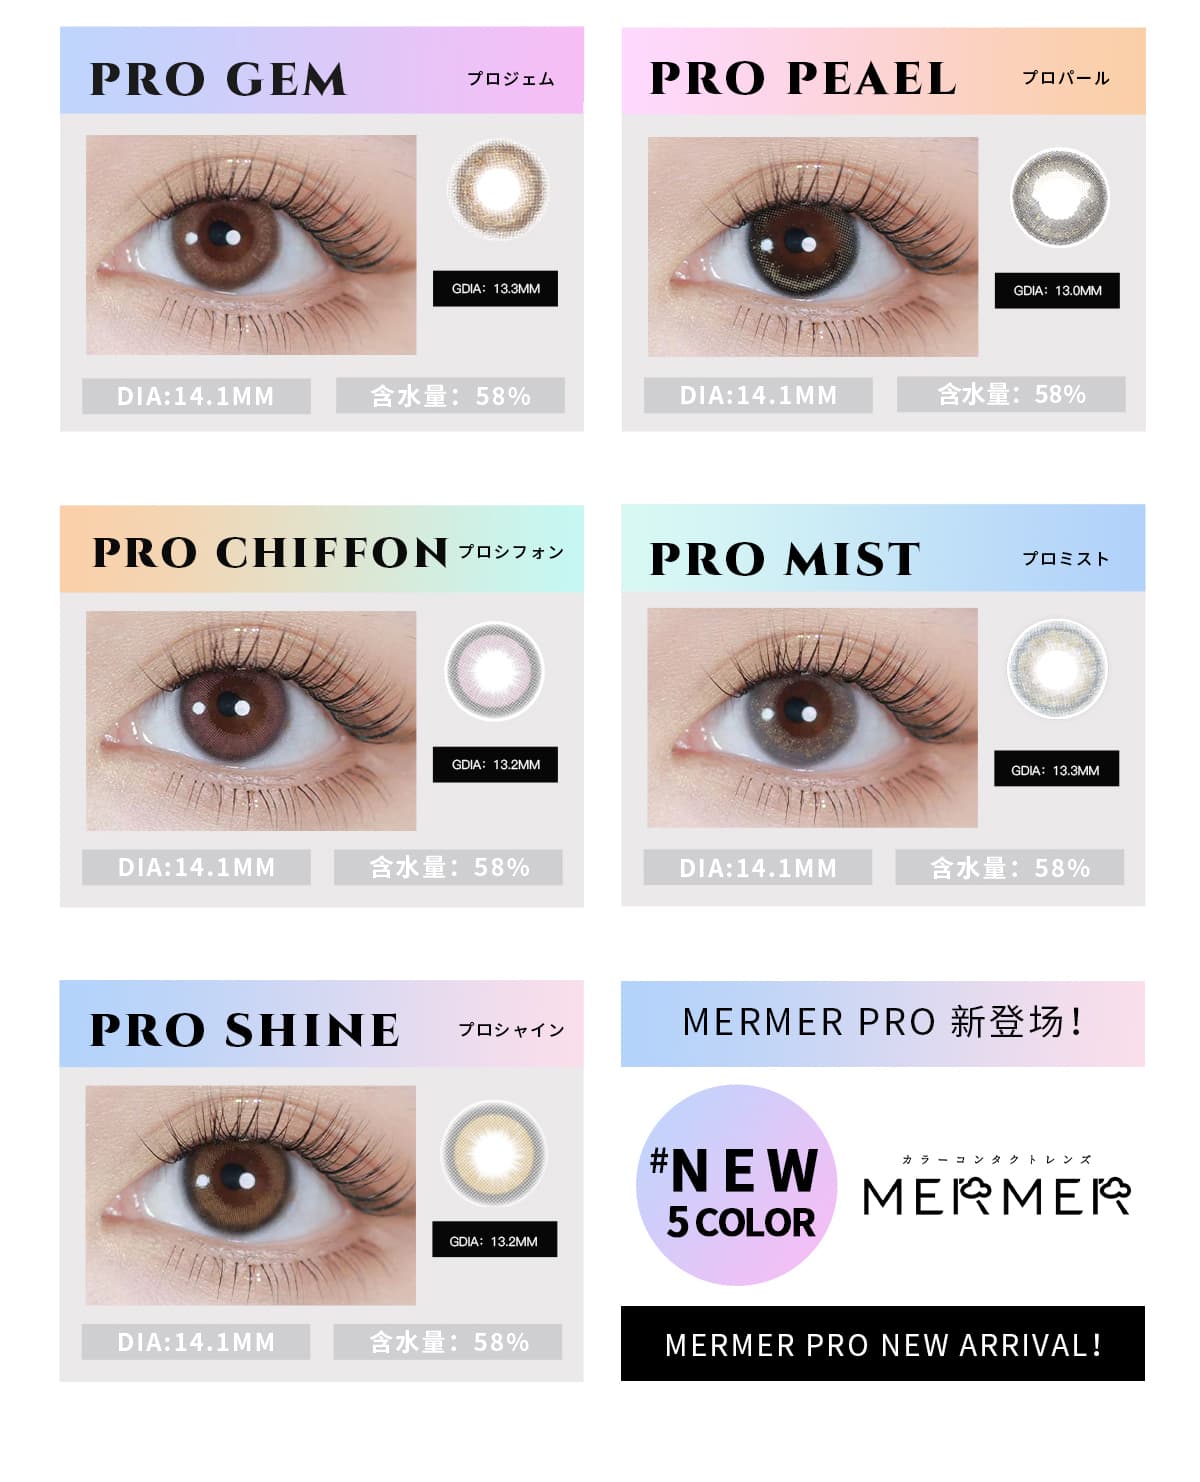 PRO GEM プロジェム
GDIA: 13.3MM
DIA:14.1MM 含水量：58%
PRO PEAEL プロパール
GDIA: 13.0MM
DIA:14.1MM 含水量：58%
PRO CHIFFON プロシフォン
GDIA: 13.2MM
DIA:14.1MM 含水量：58%
PRO MIST プロミスト
GDIA: 13.3MM
DIA:14.1MM 含水量：58%
PRO SHINE プロシャイン
GDIA: 13.2MM
DIA:14.1MM 含水量：58%
MERMER PRO 新登场！
#NEW
5 COLOR
カラーコンタクトレンズ
MERMER
MERMER PRO NEW ARRIVAL！